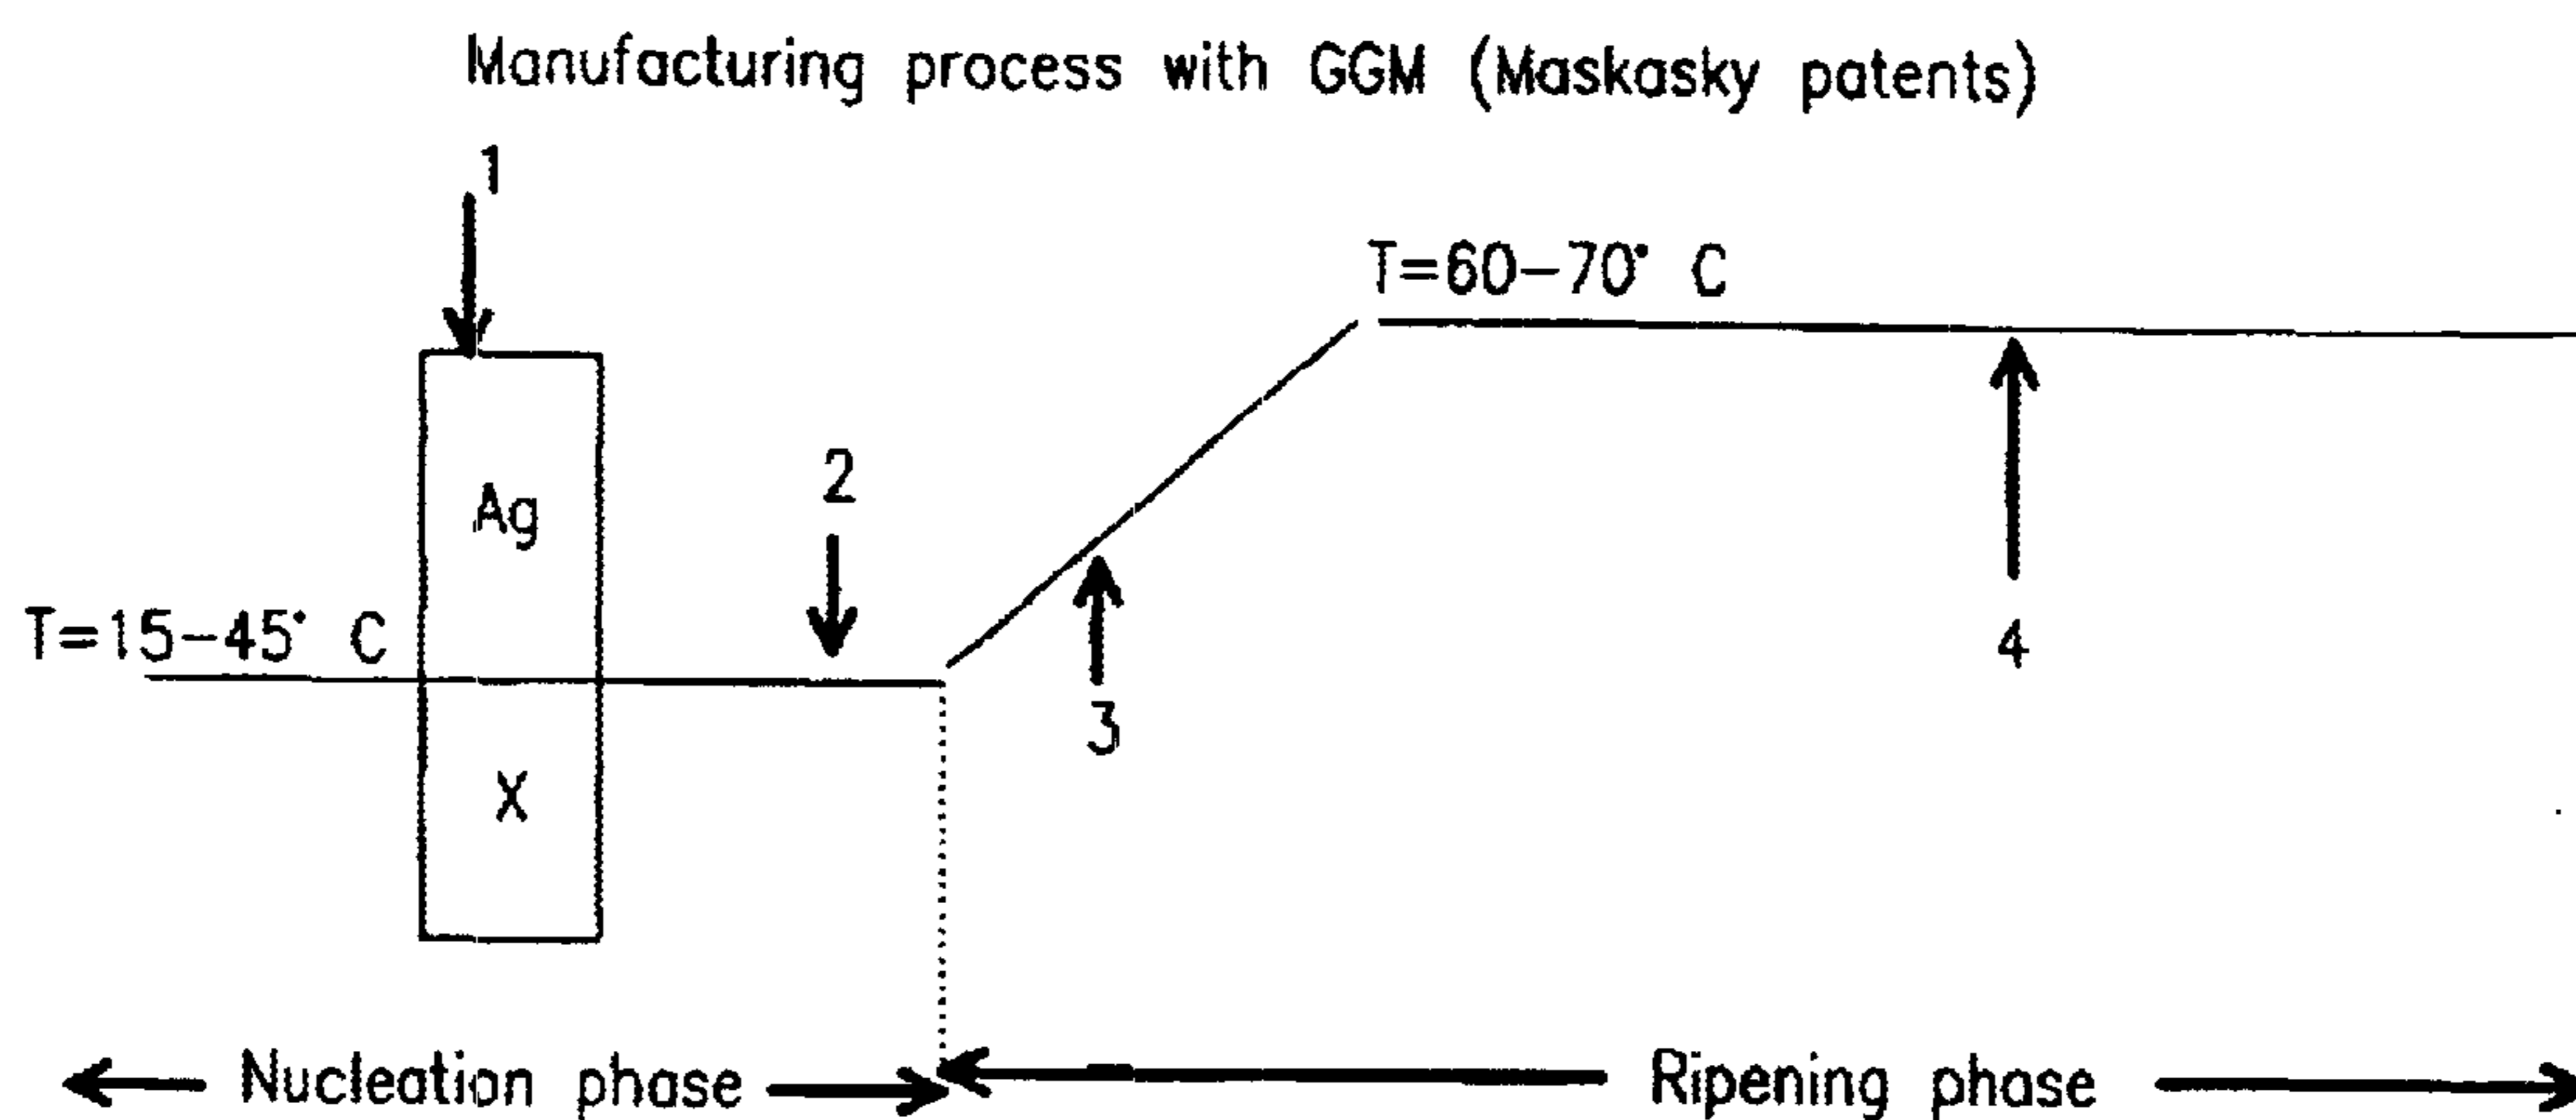 Manufacturing process with GGM (Maskasky patents)
1
T=60-70° C
2
Ag
T=15-45° C
3
4
X
Nucleation phase
Ripening phase